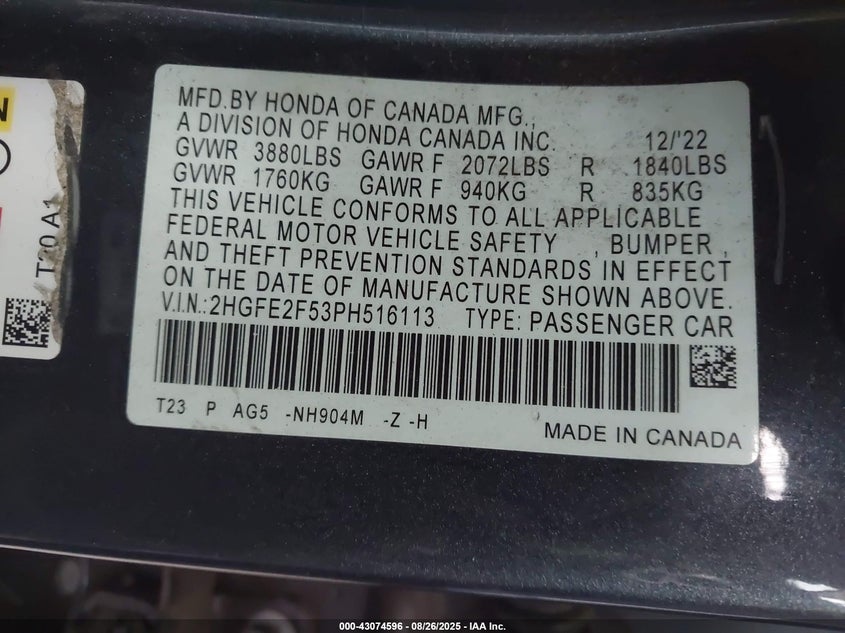 N
T20 A1
MFD.BY HONDA OF CANADA MFG.,
A DIVISION OF HONDA CANADA INC. 12/'22
GVWR 3880LBS GAWR F 2072LBS R 1840LBS
GVWR 1760KG GAWR F 940KG R 835KG
THIS VEHICLE CONFORMS TO ALL APPLICABLE
FEDERAL MOTOR VEHICLE SAFETY , BUMPER ,
AND THEFT PREVENTION STANDARDS IN EFFECT
ON THE DATE OF MANUFACTURE SHOWN ABOVE.
V.I.N.:2HGFE2F53PH516113 TYPE: PASSENGER CAR
T23 P AG5 -NH904M -Z -H
MADE IN CANADA
000-43074596 - 08/26/2025 - IAA Inc.